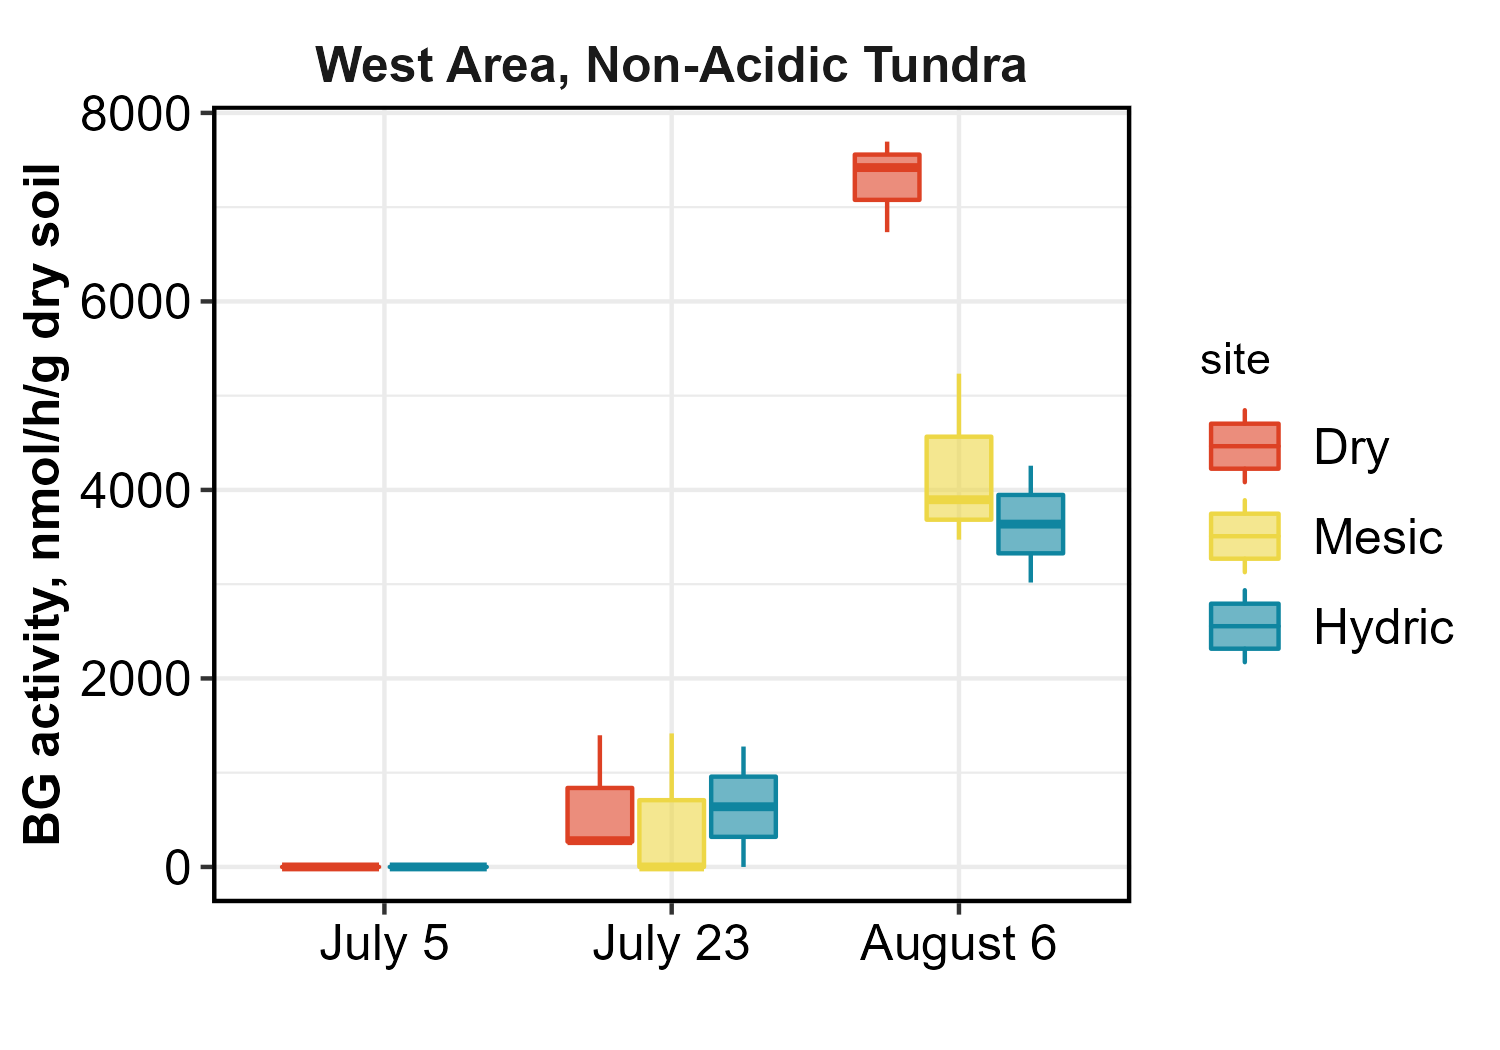 West Area, Non-Acidic Tundra
BG activity, nmol/h/g dry soil
8000
6000
4000
2000
0
July 5
July 23
August 6
site
Dry
Mesic
Hydric